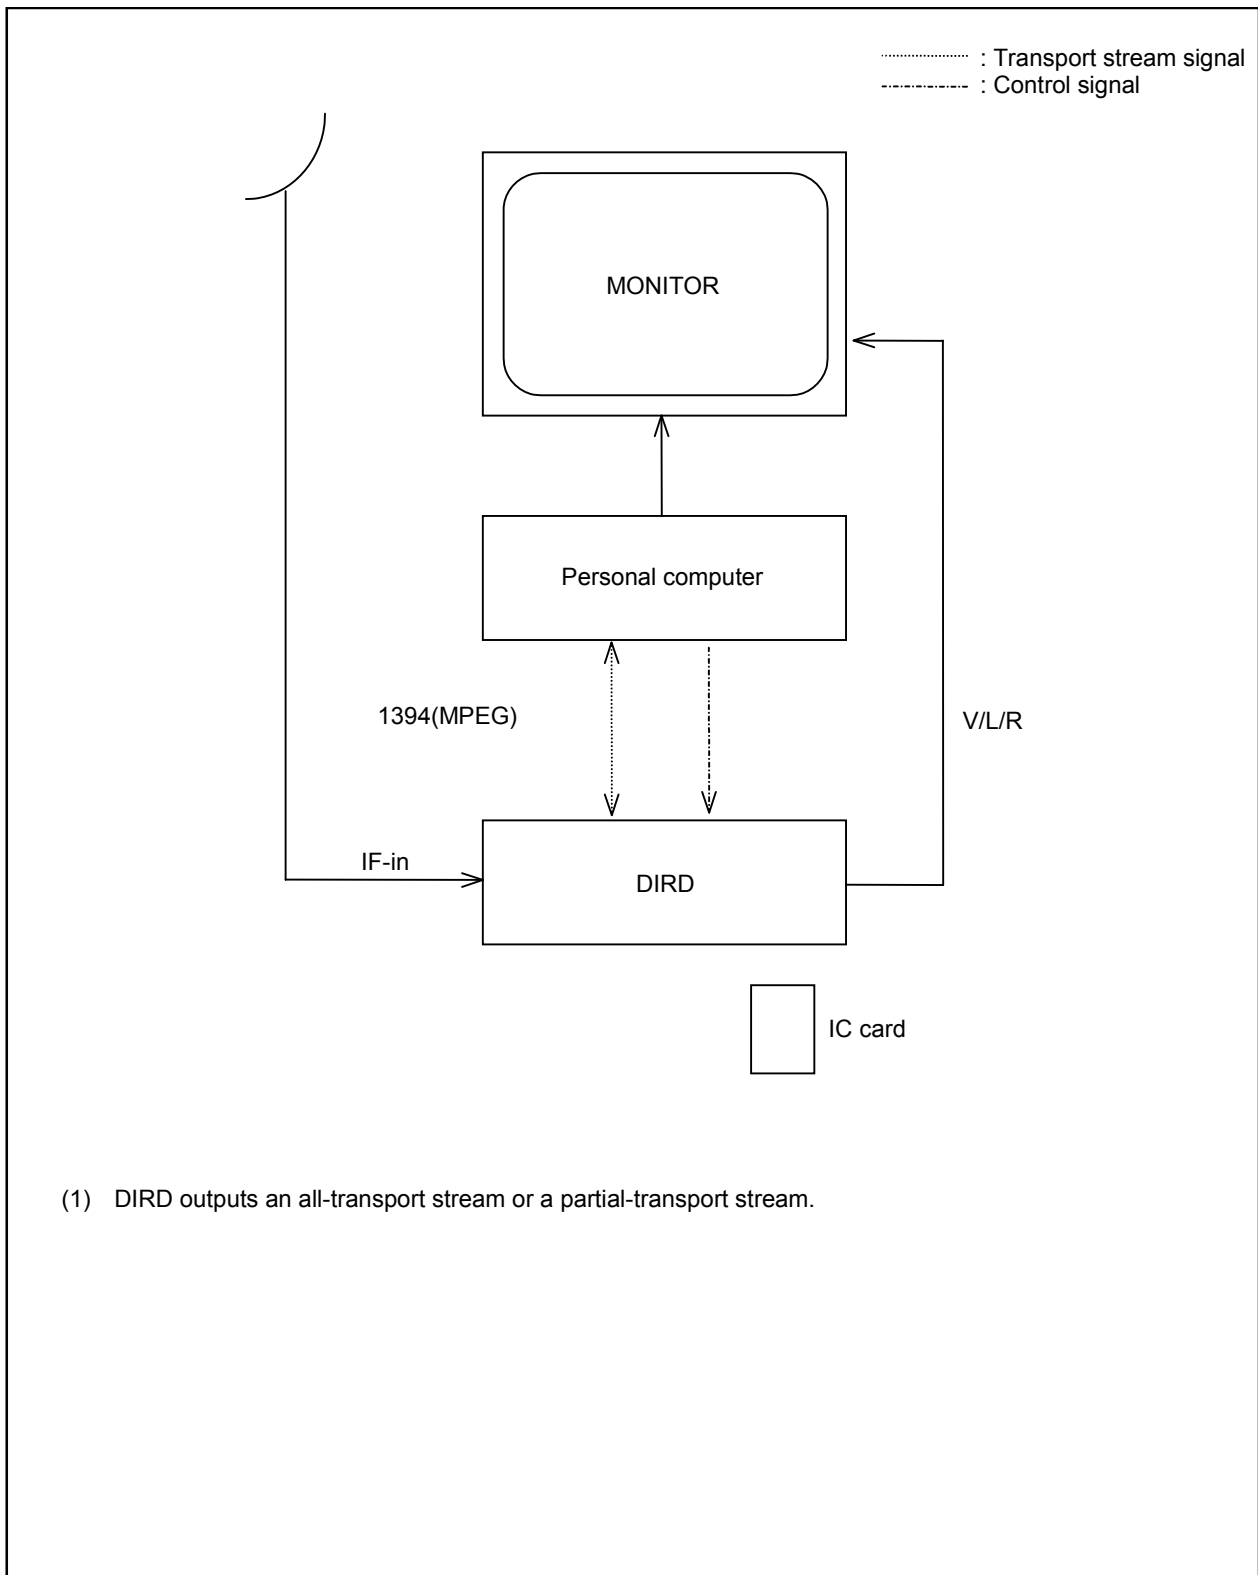 : Transport stream signal
: Control signal
MONITOR
Personal computer
1394(MPEG)
V/L/R
IF-in
DIRD
IC card
(1) DIRD outputs an all-transport stream or a partial-transport stream.